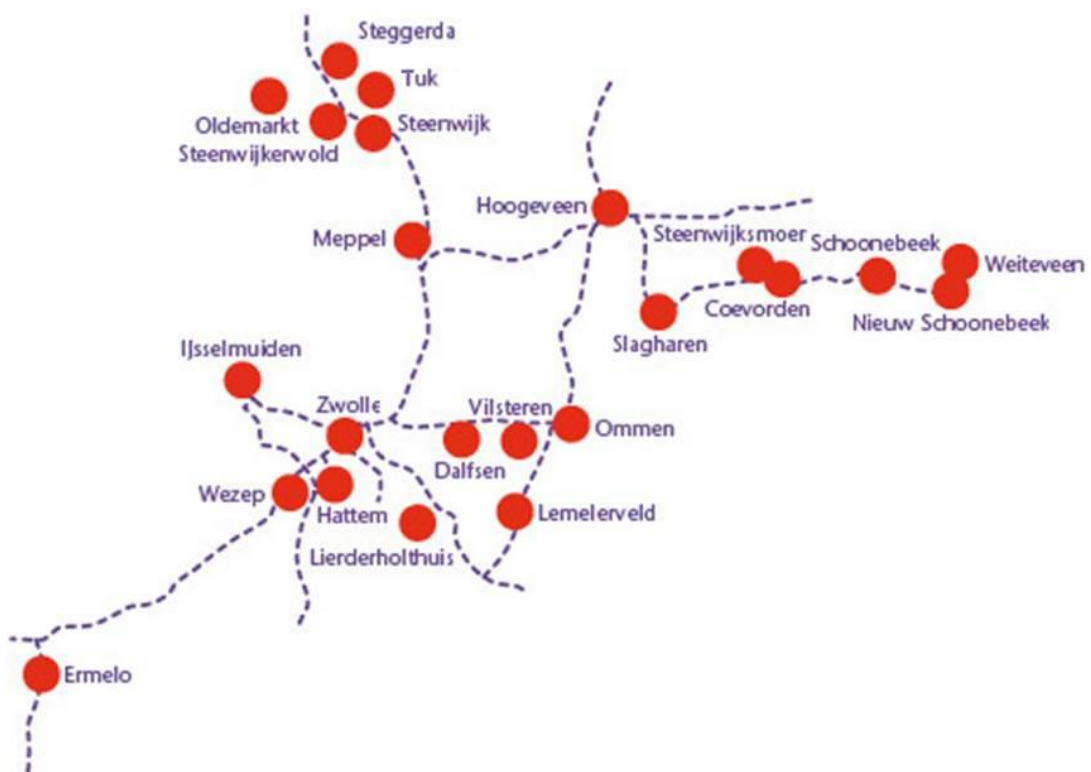 Steggerda
Tuk
Oldemarkt
Steenwijk
Steenwijkerwold
Hoogeveen
Meppel
Steenwijksmoer
Schoonebeek
Weiteveen
Coevorden
Nieuw Schoonebeek
Slagharen
IJsselmuiden
Zwolle
Vilsteren
Ommen
Dalfsen
Wezep
Hattem
Lemelerveld
Lierderholthuis
Ermelo